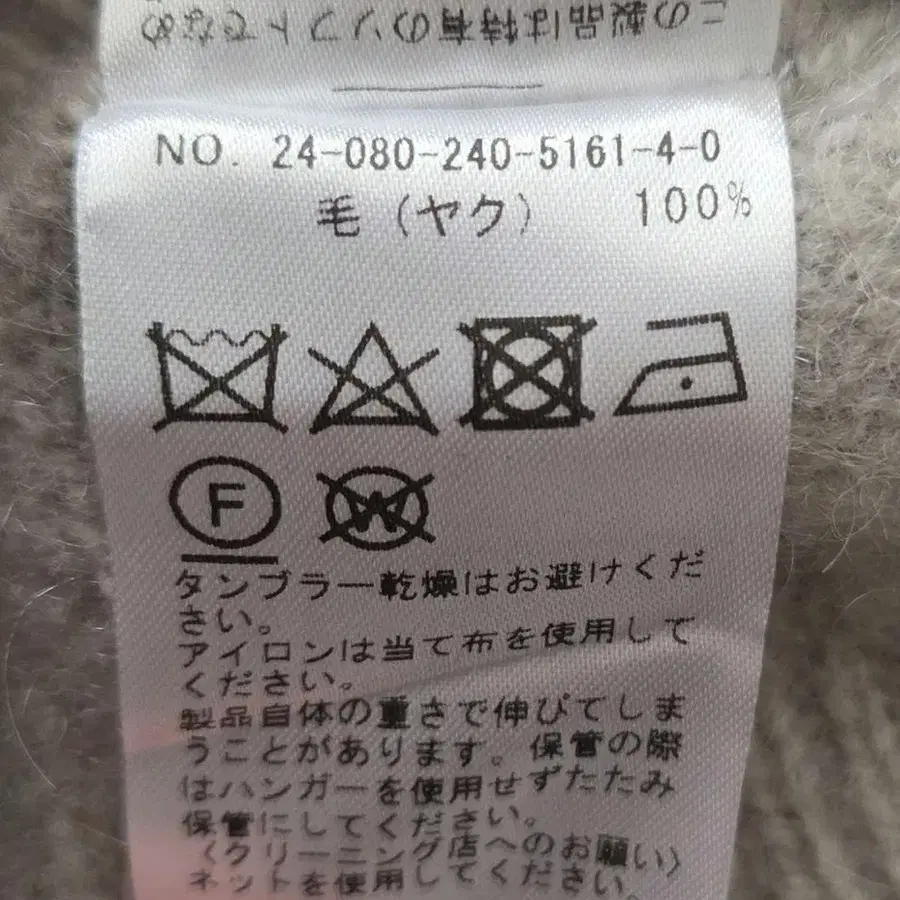 この製品は特有のソフトでなめ
NO. 24-080-240-5161-4-0
毛（ヤク） 100%
F
W
タンブラー乾燥はお避けくだ
さい。
アイロンは当て布を使用して
ください。
製品自体の重さで伸びてしま
うことがあります。保管の際
はハンガーを使用せずたたみ
保管にしてください。
〈クリーニング店へのお願い〉
ネットを使用してください。